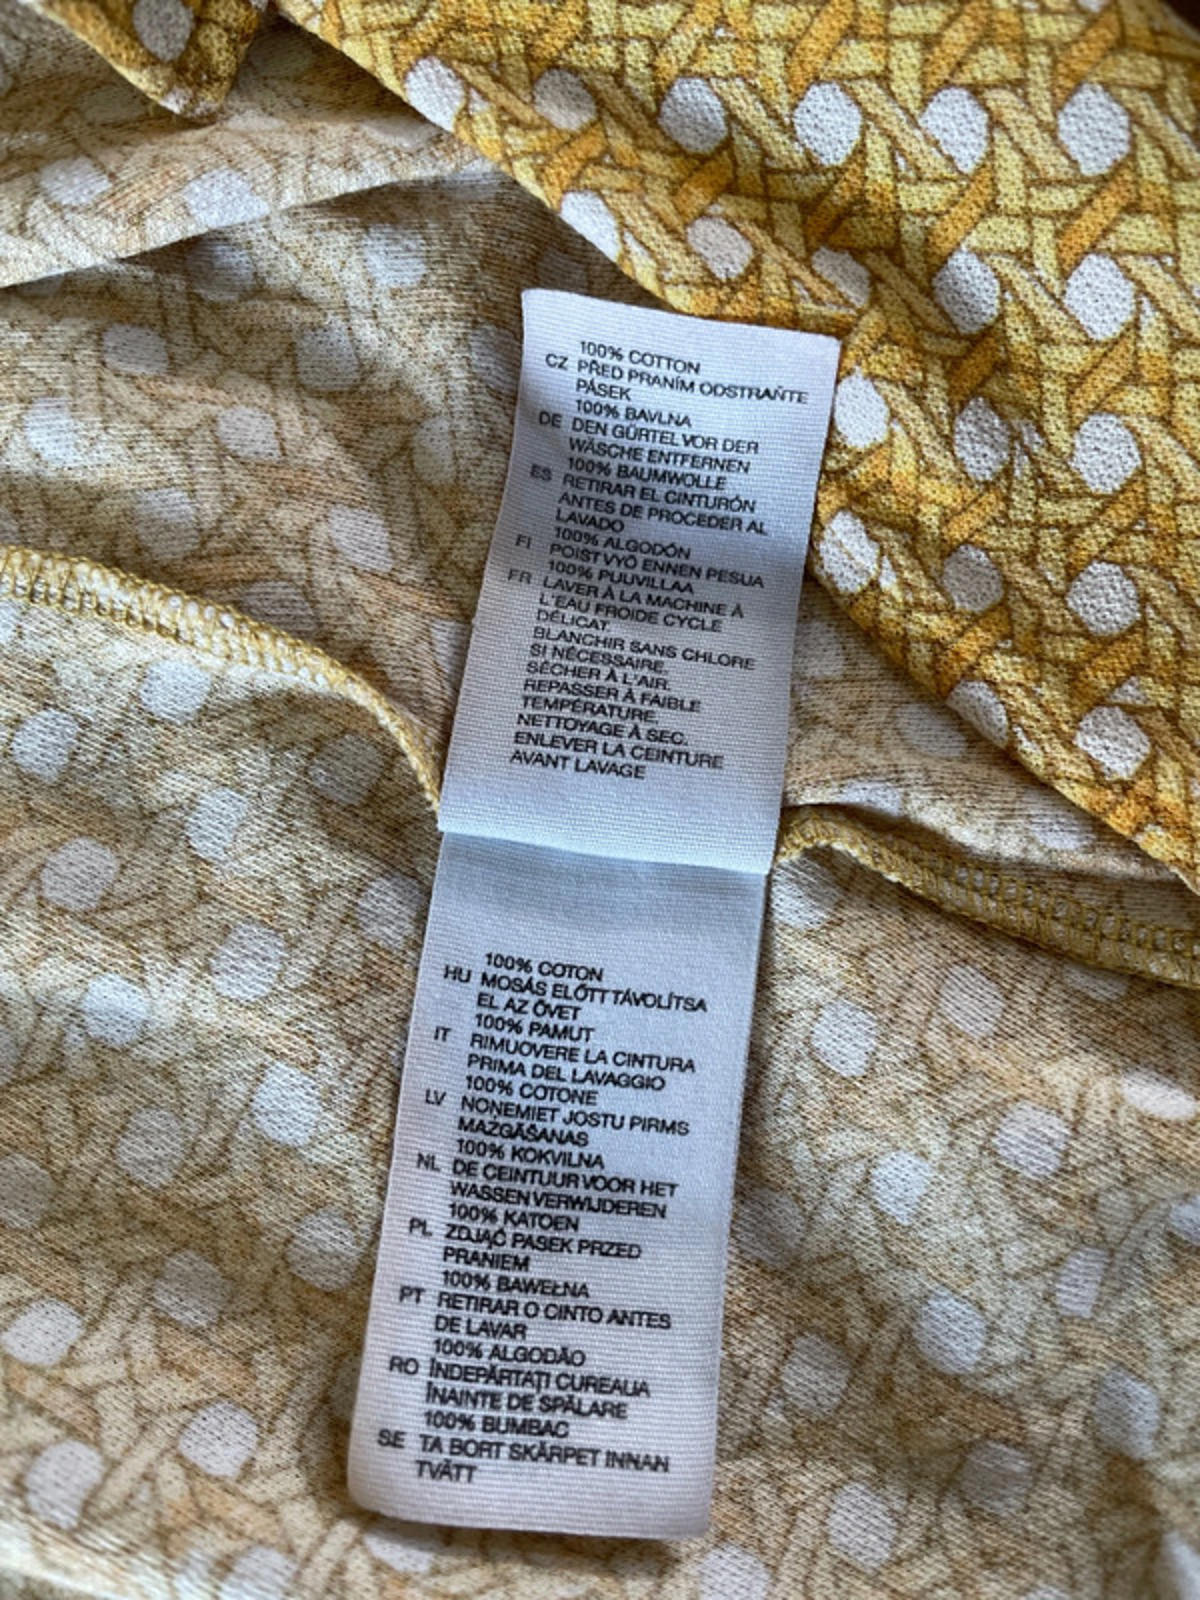 100% COTTON
CZ PŘED PRANÍM ODSTRAŇTE
PÁSEK
100% BAVLNA
DE DEN GÜRTEL VOR DER
WÄSCHE ENTFERNEN
100% BAUMWOLLE
ES RETIRAR EL CINTURÓN
ANTES DE PROCEDER AL
LAVADO
100% ALGODÓN
FI POIST VYÖ ENNEN PESUA
100% PUUVILLAA
FR LAVER À LA MACHINE À
L'EAU FROIDE CYCLE
DÉLICAT.
BLANCHIR SANS CHLORE
SI NÉCESSAIRE.
SÉCHER À L'AIR.
REPASSER À FAIBLE
TEMPÉRATURE.
NETTOYAGE À SEC.
ENLEVER LA CEINTURE
AVANT LAVAGE
100% COTON
HU MOSÁS ELŐTT TÁVOLÍTSA
EL AZ ÖVET
100% PAMUT
IT RIMUOVERE LA CINTURA
PRIMA DEL LAVAGGIO
100% COTONE
LV NOŅEMIET JOSTU PIRMS
MAZGĀŠANAS
100% KOKVILNA
NL DE CEINTUUR VOOR HET
WASSEN VERWIJDEREN
100% KATOEN
PL ZDJĄĆ PASEK PRZED
PRANIEM
100% BAWEŁNA
PT RETIRAR O CINTO ANTES
DE LAVAR
100% ALGODÃO
RO ÎNDEPĂRTAȚI CUREAUA
ÎNAINTE DE SPĂLARE
100% BUMBAC
SE TA BORT SKÄRPET INNAN
TVÄTT